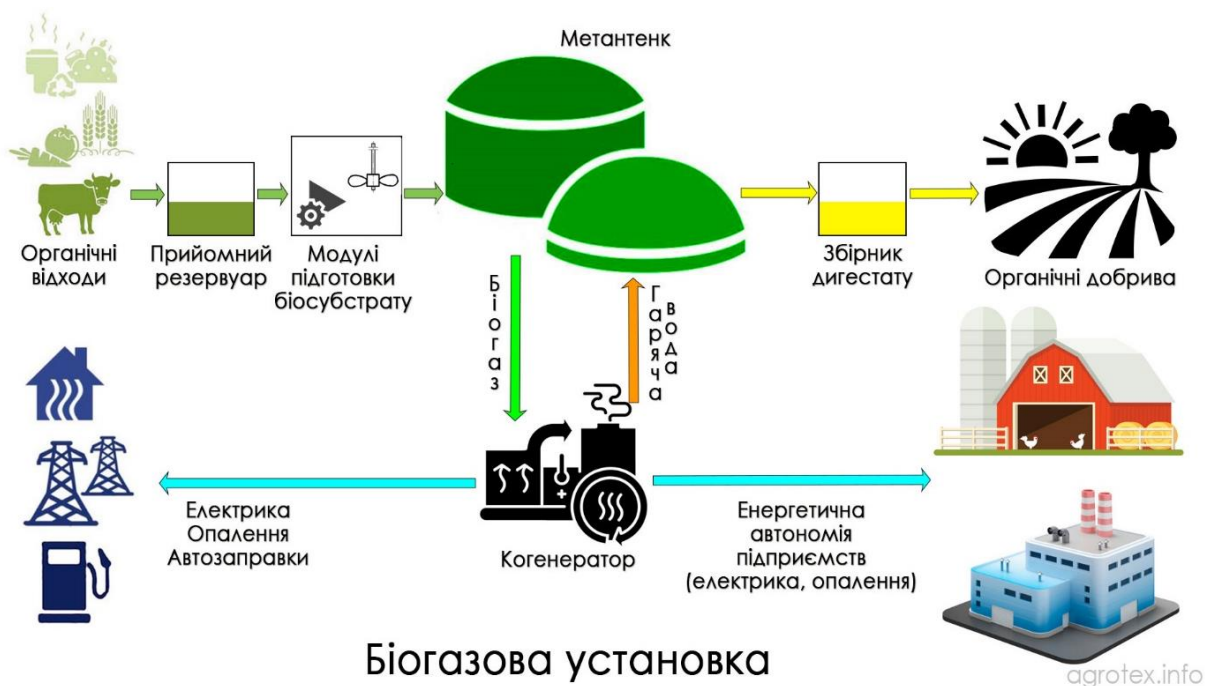 Метантенк
Органічні
відходи
Прийомний
резервуар
Модулі
підготовки
біосубстрату
Збірник
дигестату
Органічні добрива
Біогаз
Гаряча
вода
Електрика
Опалення
Автозаправки
Когенератор
Енергетична
автономія
підприємств
(електрика, опалення)
Біогазова установка
agrotex.info